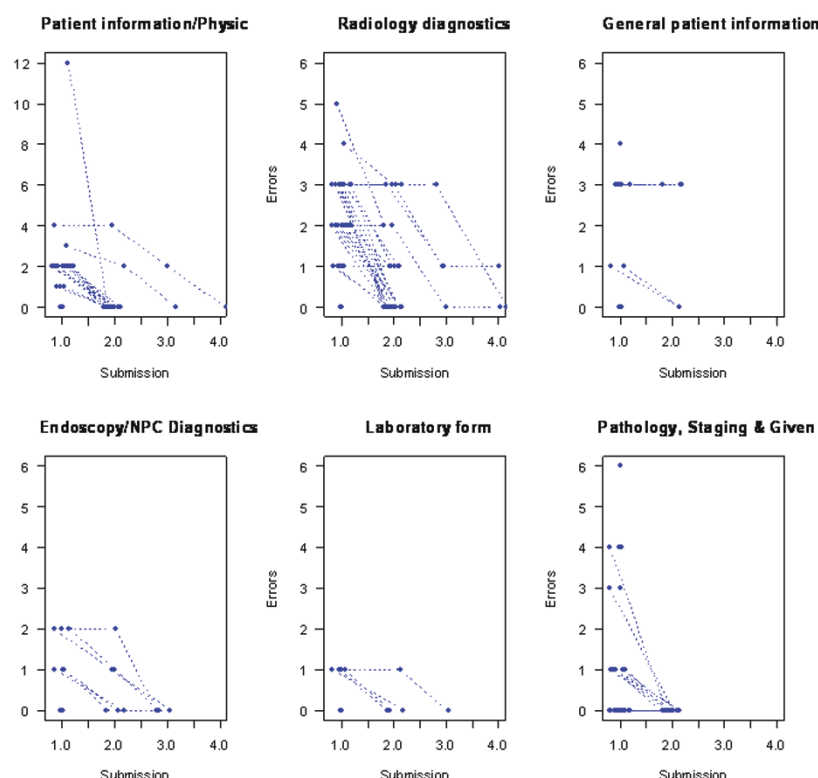 Patient information/Physic
Radiology diagnostics
General patient information
12
10
8
6
4
2
0
1.0 2.0 3.0 4.0
Submission
Errors
6
5
4
3
2
1
0
1.0 2.0 3.0 4.0
Submission
Errors
6
5
4
3
2
1
0
1.0 2.0 3.0 4.0
Submission
Endoscopy/NPC Diagnostics
Laboratory form
Pathology, Staging & Given
6
5
4
3
2
1
0
1.0 2.0 3.0 4.0
Submission
Errors
6
5
4
3
2
1
0
1.0 2.0 3.0 4.0
Submission
Errors
6
5
4
3
2
1
0
1.0 2.0 3.0 4.0
Submission